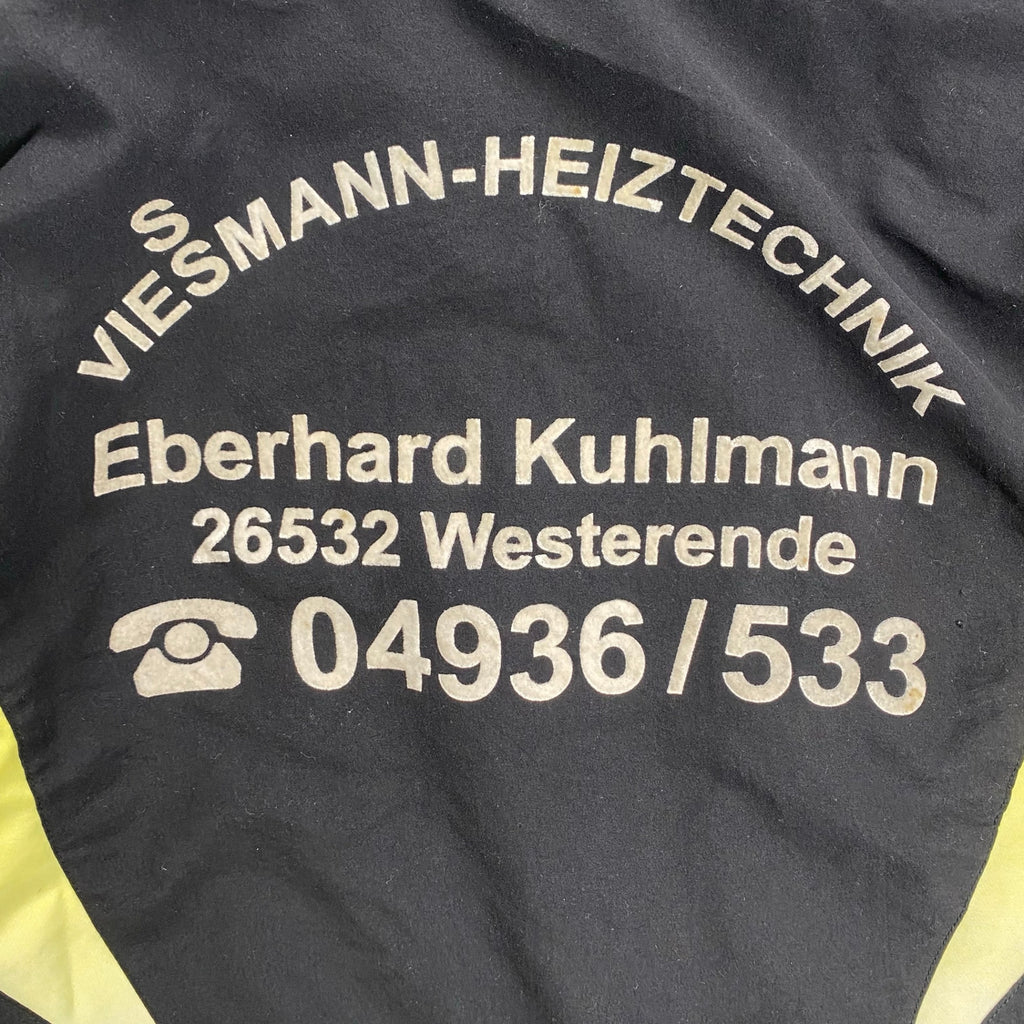 S
VIESMANN-HEIZTECHNIK
Eberhard Kuhlmann
26532 Westerende
☎ 04936/533